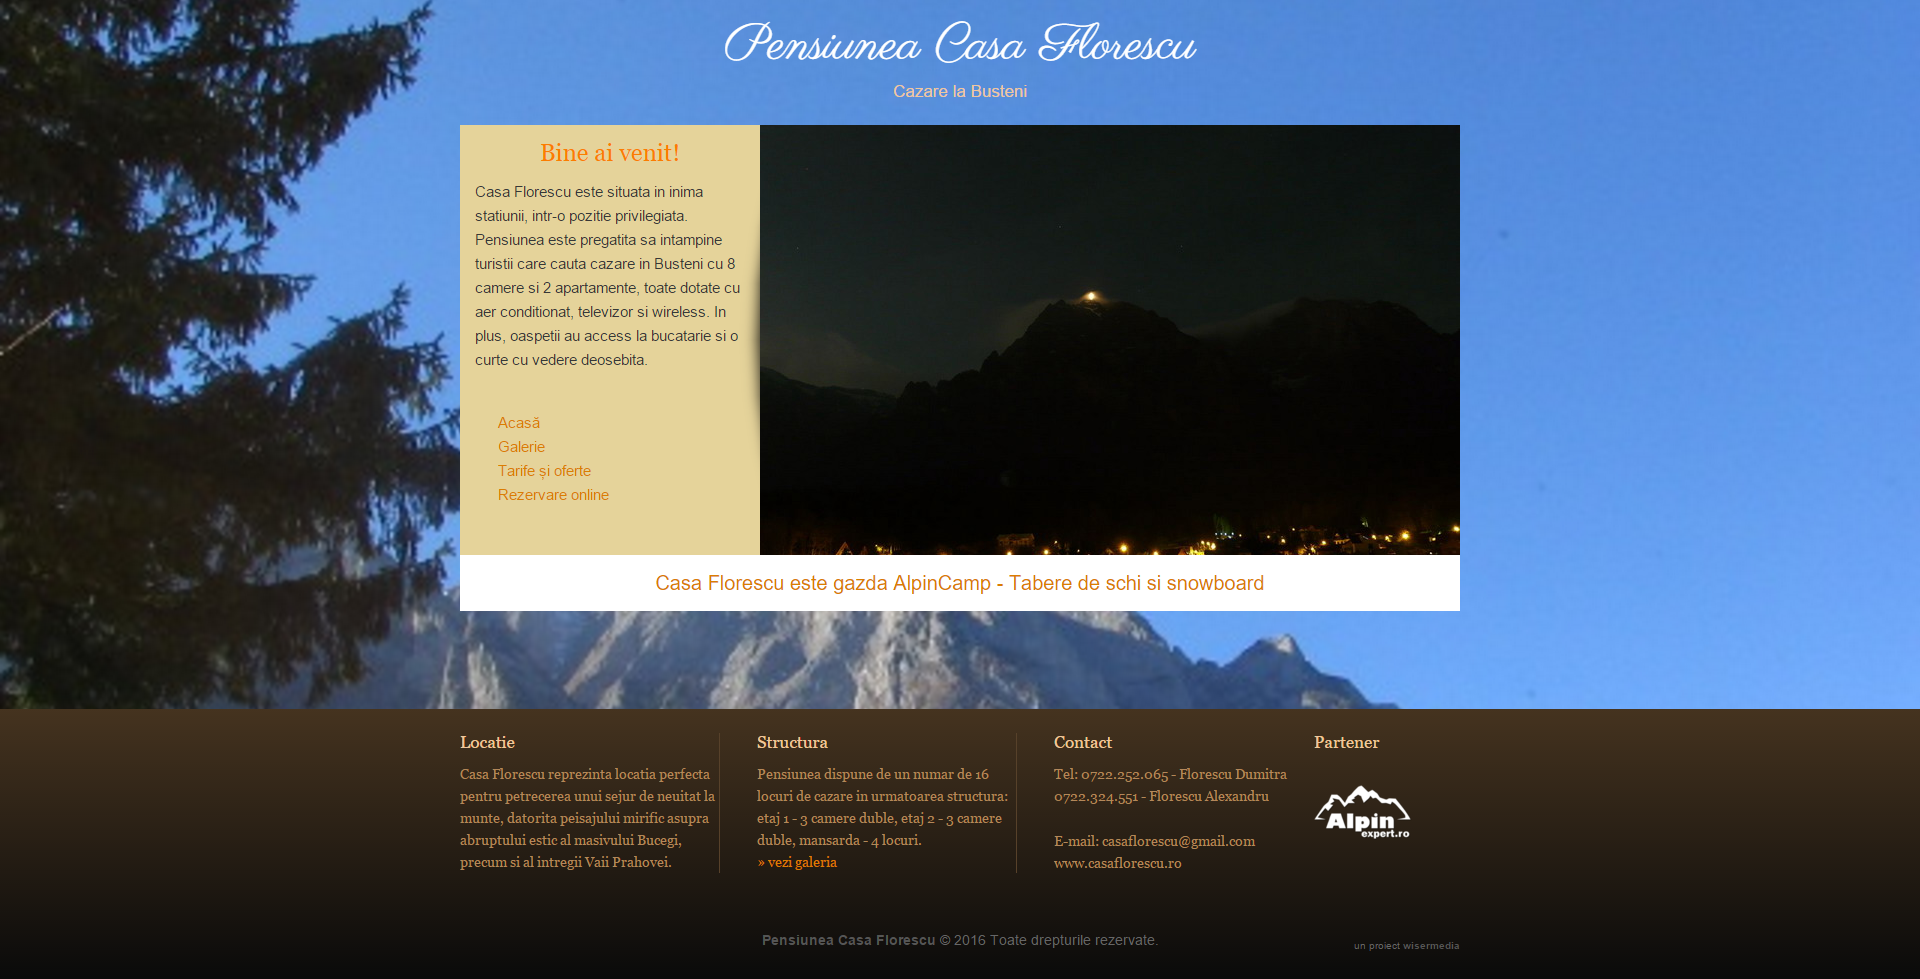 Pensiunea Casa Florescu
Cazare la Busteni
Bine ai venit!
Casa Florescu este situata in inima
statiunii, intr-o pozitie privilegiata.
Pensiunea este pregatita sa intampine
turistii care cauta cazare in Busteni cu 8
camere si 2 apartamente, toate dotate cu
aer conditionat, televizor si wireless. In
plus, oaspetii au access la bucatarie si o
curte cu vedere deosebita.
Acasă
Galerie
Tarife și oferte
Rezervare online
Casa Florescu este gazda AlpinCamp - Tabere de schi si snowboard
Locatie
Casa Florescu reprezinta locatia perfecta
pentru petrecerea unui sejur de neuitat la
munte, datorita peisajului mirific asupra
abruptului estic al masivului Bucegi,
precum si al intregii Vaii Prahovei.
Structura
Pensiunea dispune de un numar de 16
locuri de cazare in urmatoarea structura:
etaj 1 - 3 camere duble, etaj 2 - 3 camere
duble, mansarda - 4 locuri.
» vezi galeria
Contact
Tel: 0722.252.065 - Florescu Dumitra
0722.324.551 - Florescu Alexandru
E-mail: casaflorescu@gmail.com
www.casaflorescu.ro
Partener
Alpin
expert.ro
Pensiunea Casa Florescu © 2016 Toate drepturile rezervate.
un proiect wisermedia